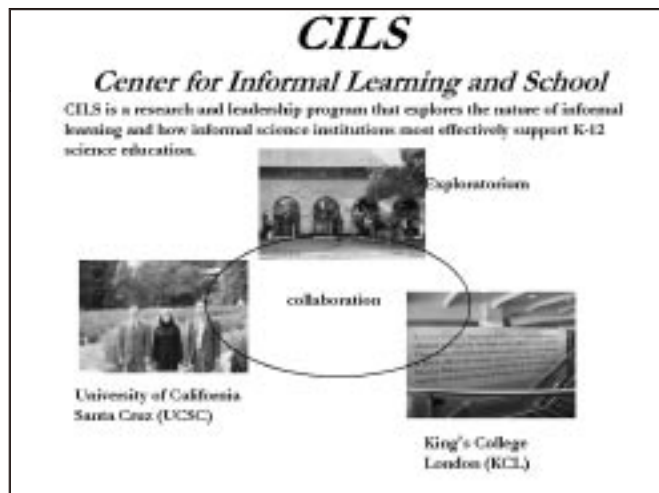 CILS
Center for Informal Learning and School
CILS is a research and leadership program that explores the nature of informal
learning and how informal science institutions most effectively support K-12
science education.
Exploratorium
collaboration
University of California
Santa Cruz (UCSC)
King's College
London (KCL)